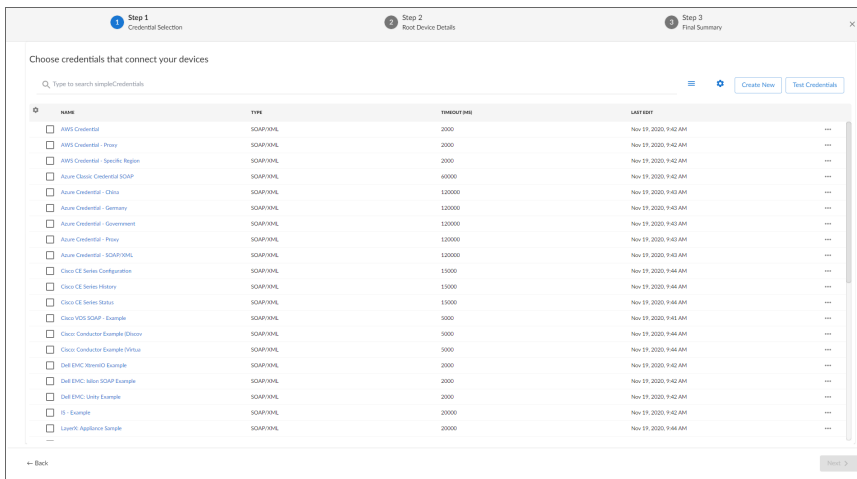 1 Step 1 Credential Selection
2 Step 2 Root Device Details
3 Step 3 Final Summary
Choose credentials that connect your devices
Type to search simpleCredentials
Create New Test Credentials
NAME TYPE TIMEOUT (MS) LAST EDIT
AWS Credential SOAP/XML 2000 Nov 19, 2020, 9:42 AM
AWS Credential - Proxy SOAP/XML 2000 Nov 19, 2020, 9:42 AM
AWS Credential - Specific Region SOAP/XML 2000 Nov 19, 2020, 9:42 AM
Azure Classic Credential SOAP SOAP/XML 60000 Nov 19, 2020, 9:42 AM
Azure Credential - China SOAP/XML 120000 Nov 19, 2020, 9:43 AM
Azure Credential - Germany SOAP/XML 120000 Nov 19, 2020, 9:43 AM
Azure Credential - Government SOAP/XML 120000 Nov 19, 2020, 9:43 AM
Azure Credential - Proxy SOAP/XML 120000 Nov 19, 2020, 9:43 AM
Azure Credential - SOAP/XML SOAP/XML 120000 Nov 19, 2020, 9:43 AM
Cisco CE Series Configuration SOAP/XML 15000 Nov 19, 2020, 9:44 AM
Cisco CE Series History SOAP/XML 15000 Nov 19, 2020, 9:44 AM
Cisco CE Series Status SOAP/XML 15000 Nov 19, 2020, 9:44 AM
Cisco VOS SOAP - Example SOAP/XML 5000 Nov 19, 2020, 9:41 AM
Cisco: Conductor Example (Discov SOAP/XML 5000 Nov 19, 2020, 9:44 AM
Cisco: Conductor Example (Virtua SOAP/XML 5000 Nov 19, 2020, 9:44 AM
Dell EMC XtremIO Example SOAP/XML 2000 Nov 19, 2020, 9:42 AM
Dell EMC: Isilon SOAP Example SOAP/XML 2000 Nov 19, 2020, 9:42 AM
Dell EMC: Unity Example SOAP/XML 2000 Nov 19, 2020, 9:42 AM
IS - Example SOAP/XML 20000 Nov 19, 2020, 9:42 AM
LayerX: Appliance Sample SOAP/XML 20000 Nov 19, 2020, 9:44 AM
← Back Next >